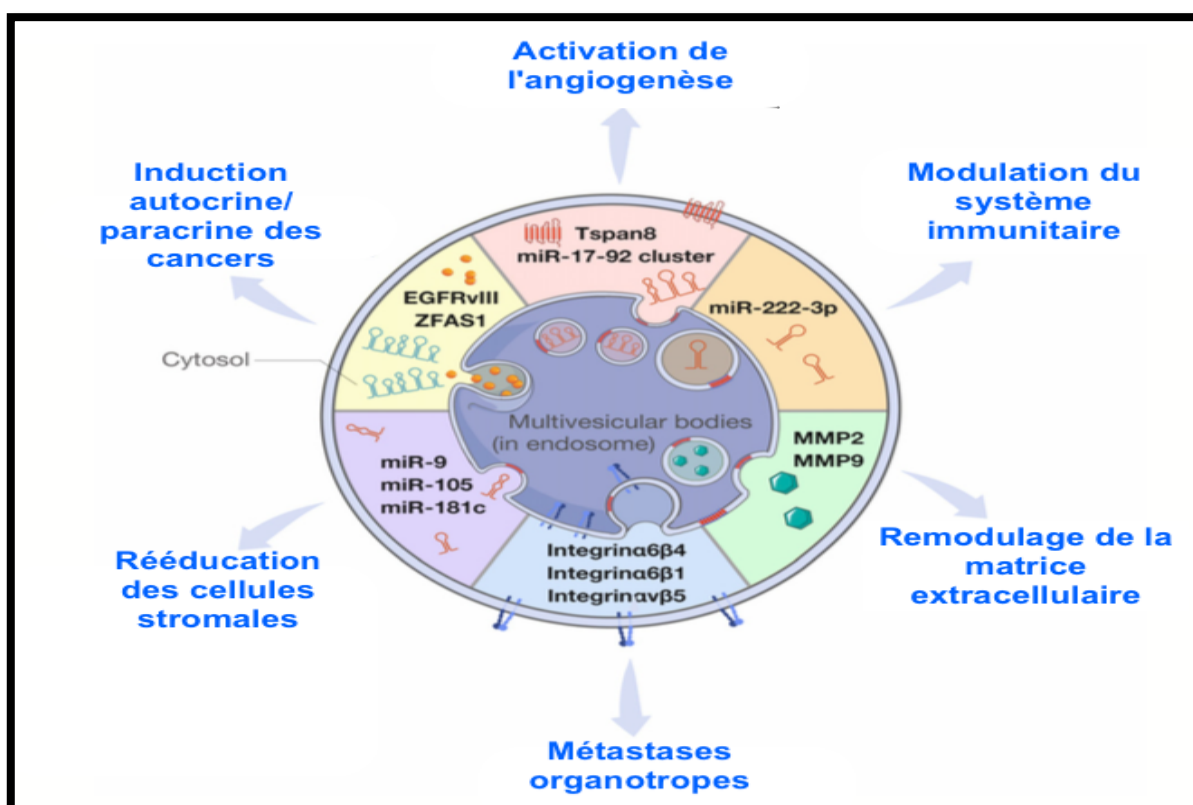 Activation de
l'angiogenèse
Induction
autocrine/
paracrine des
cancers
Modulation du
système
immunitaire
Tspan8
miR-17-92 cluster
EGFRvIII
ZFAS1
miR-222-3p
Cytosol
Multivesicular bodies
(in endosome)
miR-9
miR-105
miR-181c
MMP2
MMP9
Integrinα6β4
Integrinα6β1
Integrinαvβ5
Rééducation
des cellules
stromales
Remodulage de la
matrice
extracellulaire
Métastases
organotropes